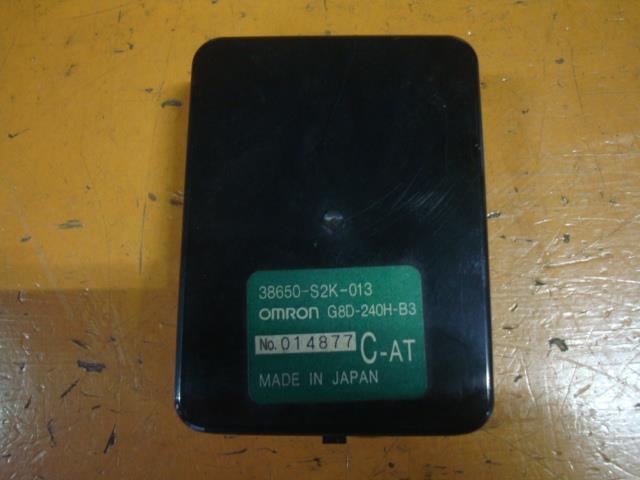 38650-S2K-013
OMRON G8D-240H-B3
No. 014877 C-AT
MADE IN JAPAN